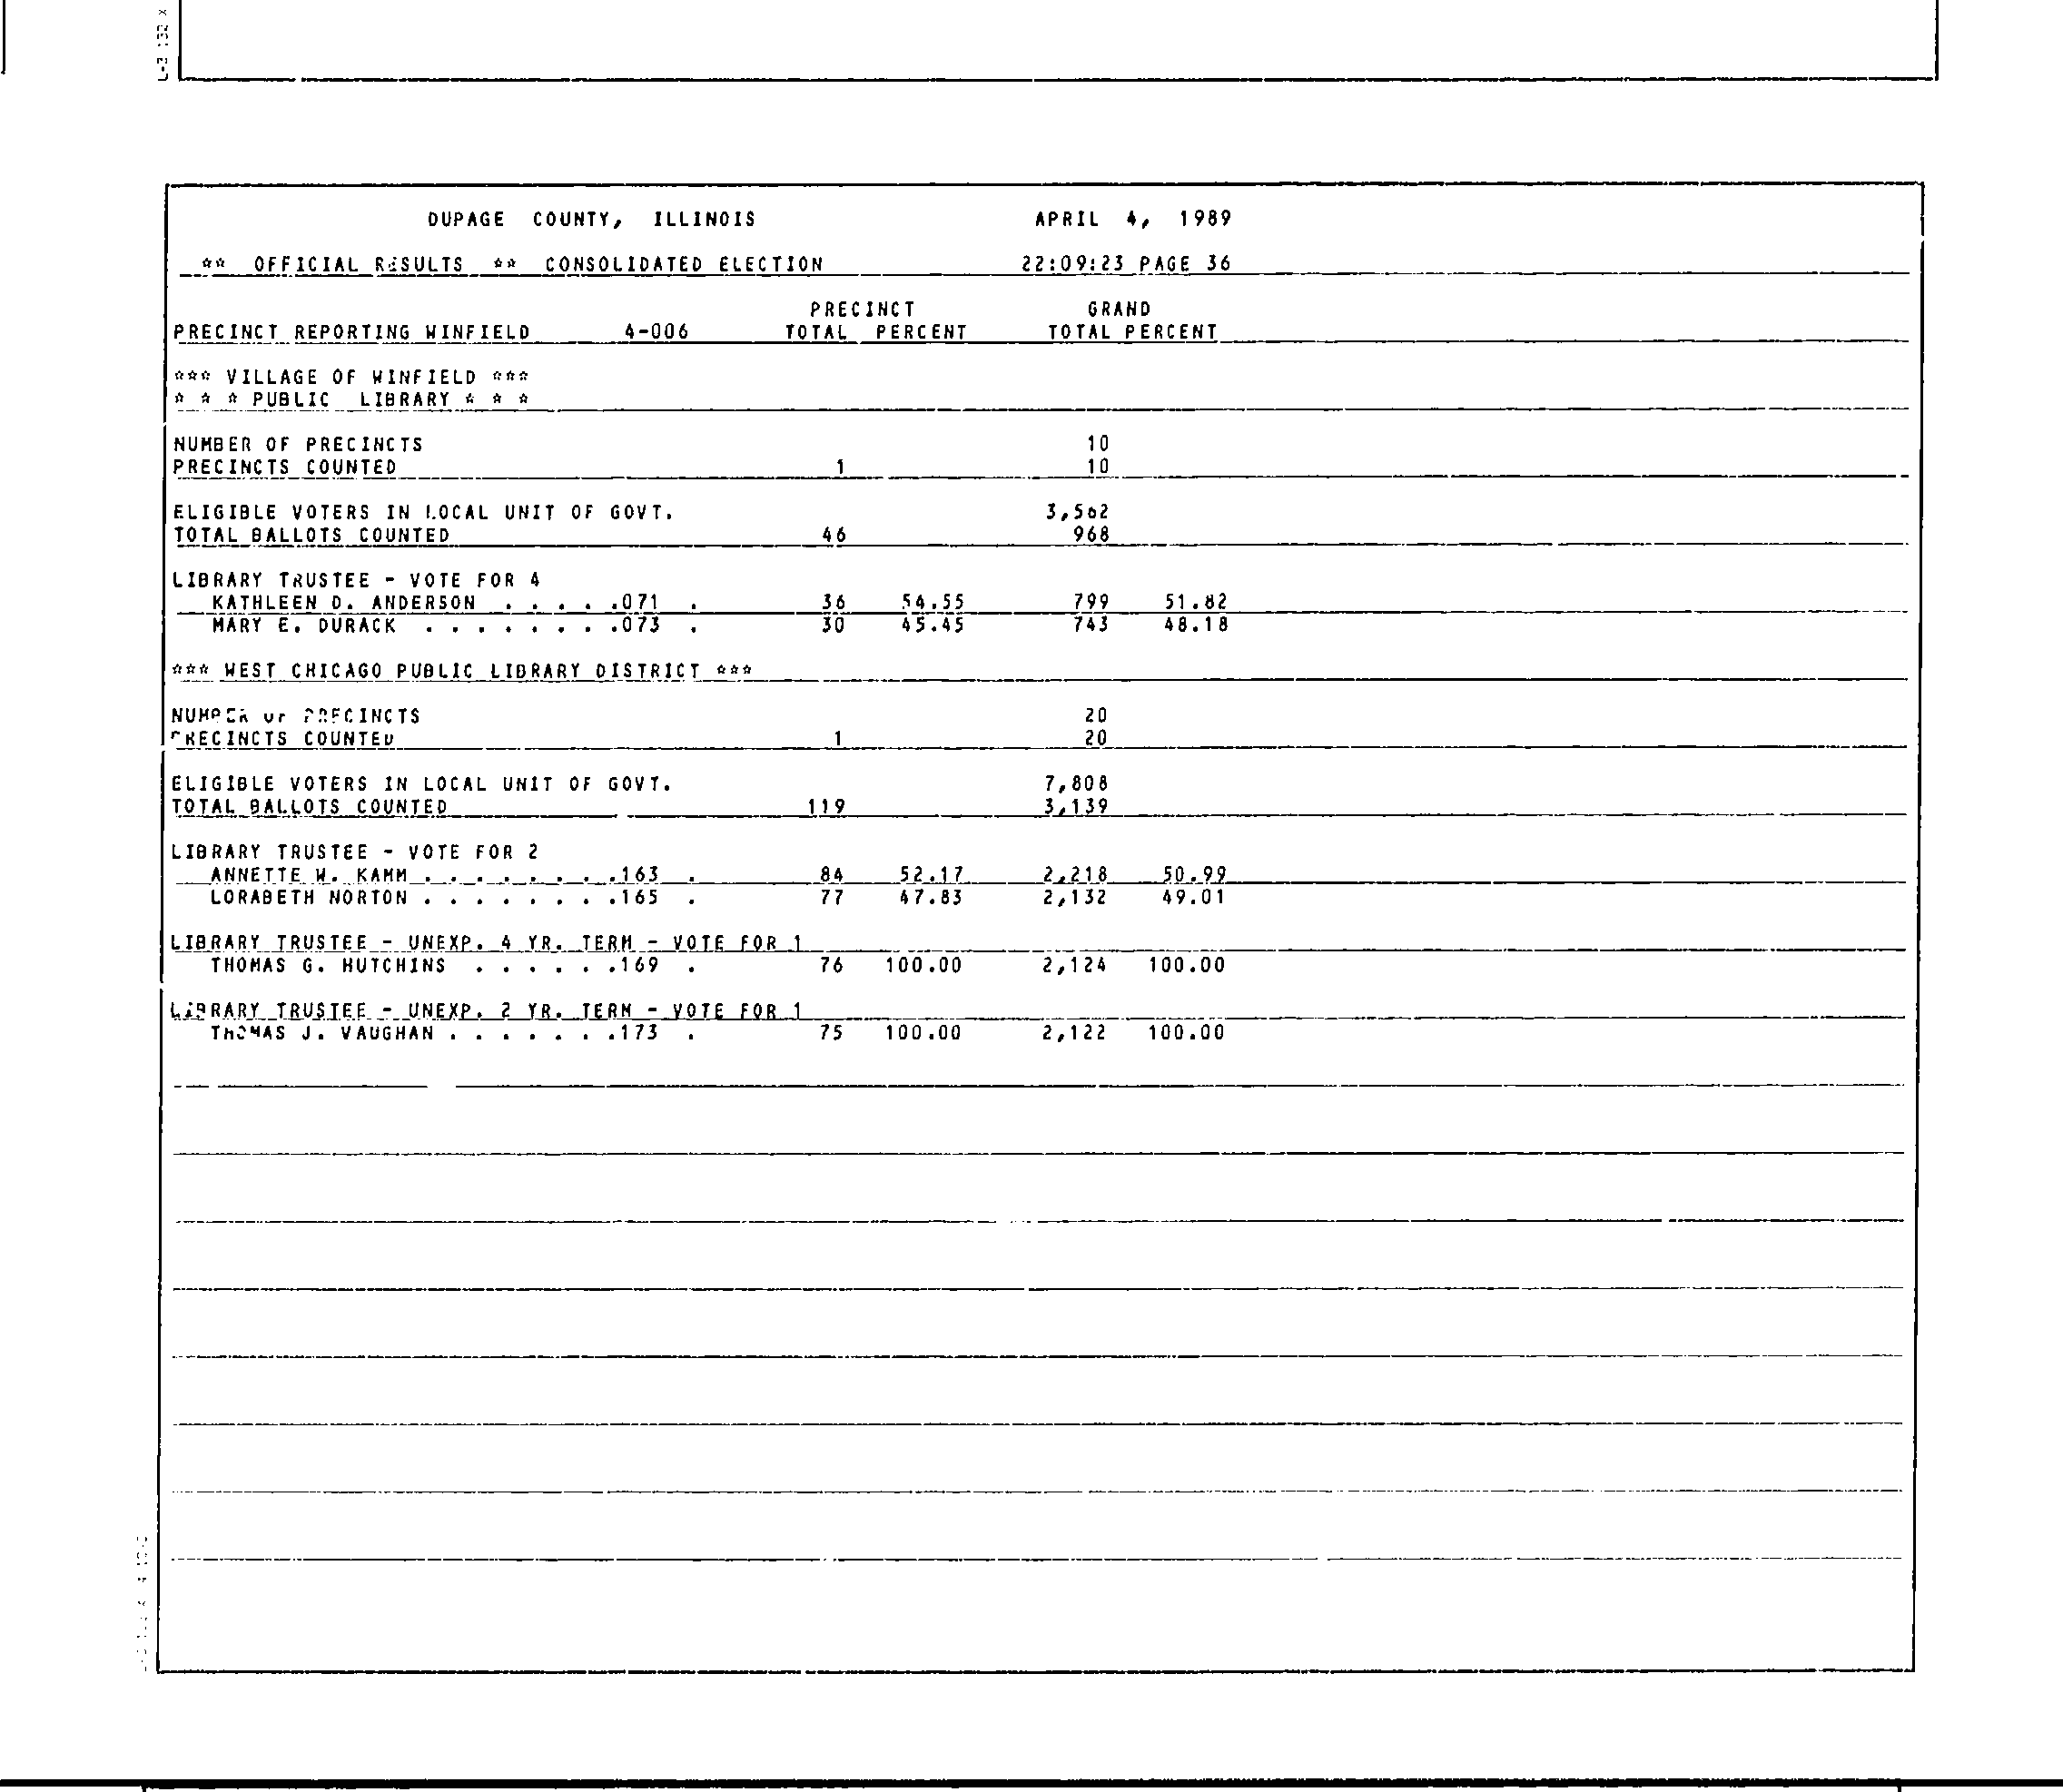 DUPAGE COUNTY, ILLINOIS APRIL 4, 1989
** OFFICIAL RESULTS ** CONSOLIDATED ELECTION 22:09:23 PAGE 36
PRECINCT GRAND
PRECINCT REPORTING WINFIELD 4-006 TOTAL PERCENT TOTAL PERCENT
*** VILLAGE OF WINFIELD ***
* * * PUBLIC LIBRARY * * *
NUMBER OF PRECINCTS 10
PRECINCTS COUNTED 1 10
ELIGIBLE VOTERS IN LOCAL UNIT OF GOVT. 3,562
TOTAL BALLOTS COUNTED 46 968
LIBRARY TRUSTEE - VOTE FOR 4
KATHLEEN D. ANDERSON . . . . .071 . 36 54.55 799 51.82
MARY E. DURACK . . . . . . . .073 . 30 45.45 743 48.18
*** WEST CHICAGO PUBLIC LIBRARY DISTRICT ***
NUMBER OF PRECINCTS 20
PRECINCTS COUNTED 1 20
ELIGIBLE VOTERS IN LOCAL UNIT OF GOVT. 7,808
TOTAL BALLOTS COUNTED 119 3,139
LIBRARY TRUSTEE - VOTE FOR 2
ANNETTE W. KAMM . . . . . . . .163 . 84 52.17 2,218 50.99
LORABETH NORTON . . . . . . . .165 . 77 47.83 2,132 49.01
LIBRARY TRUSTEE - UNEXP. 4 YR. TERM - VOTE FOR 1
THOMAS G. HUTCHINS . . . . . .169 . 76 100.00 2,124 100.00
LIBRARY TRUSTEE - UNEXP. 2 YR. TERM - VOTE FOR 1
THOMAS J. VAUGHAN . . . . . . .173 . 75 100.00 2,122 100.00